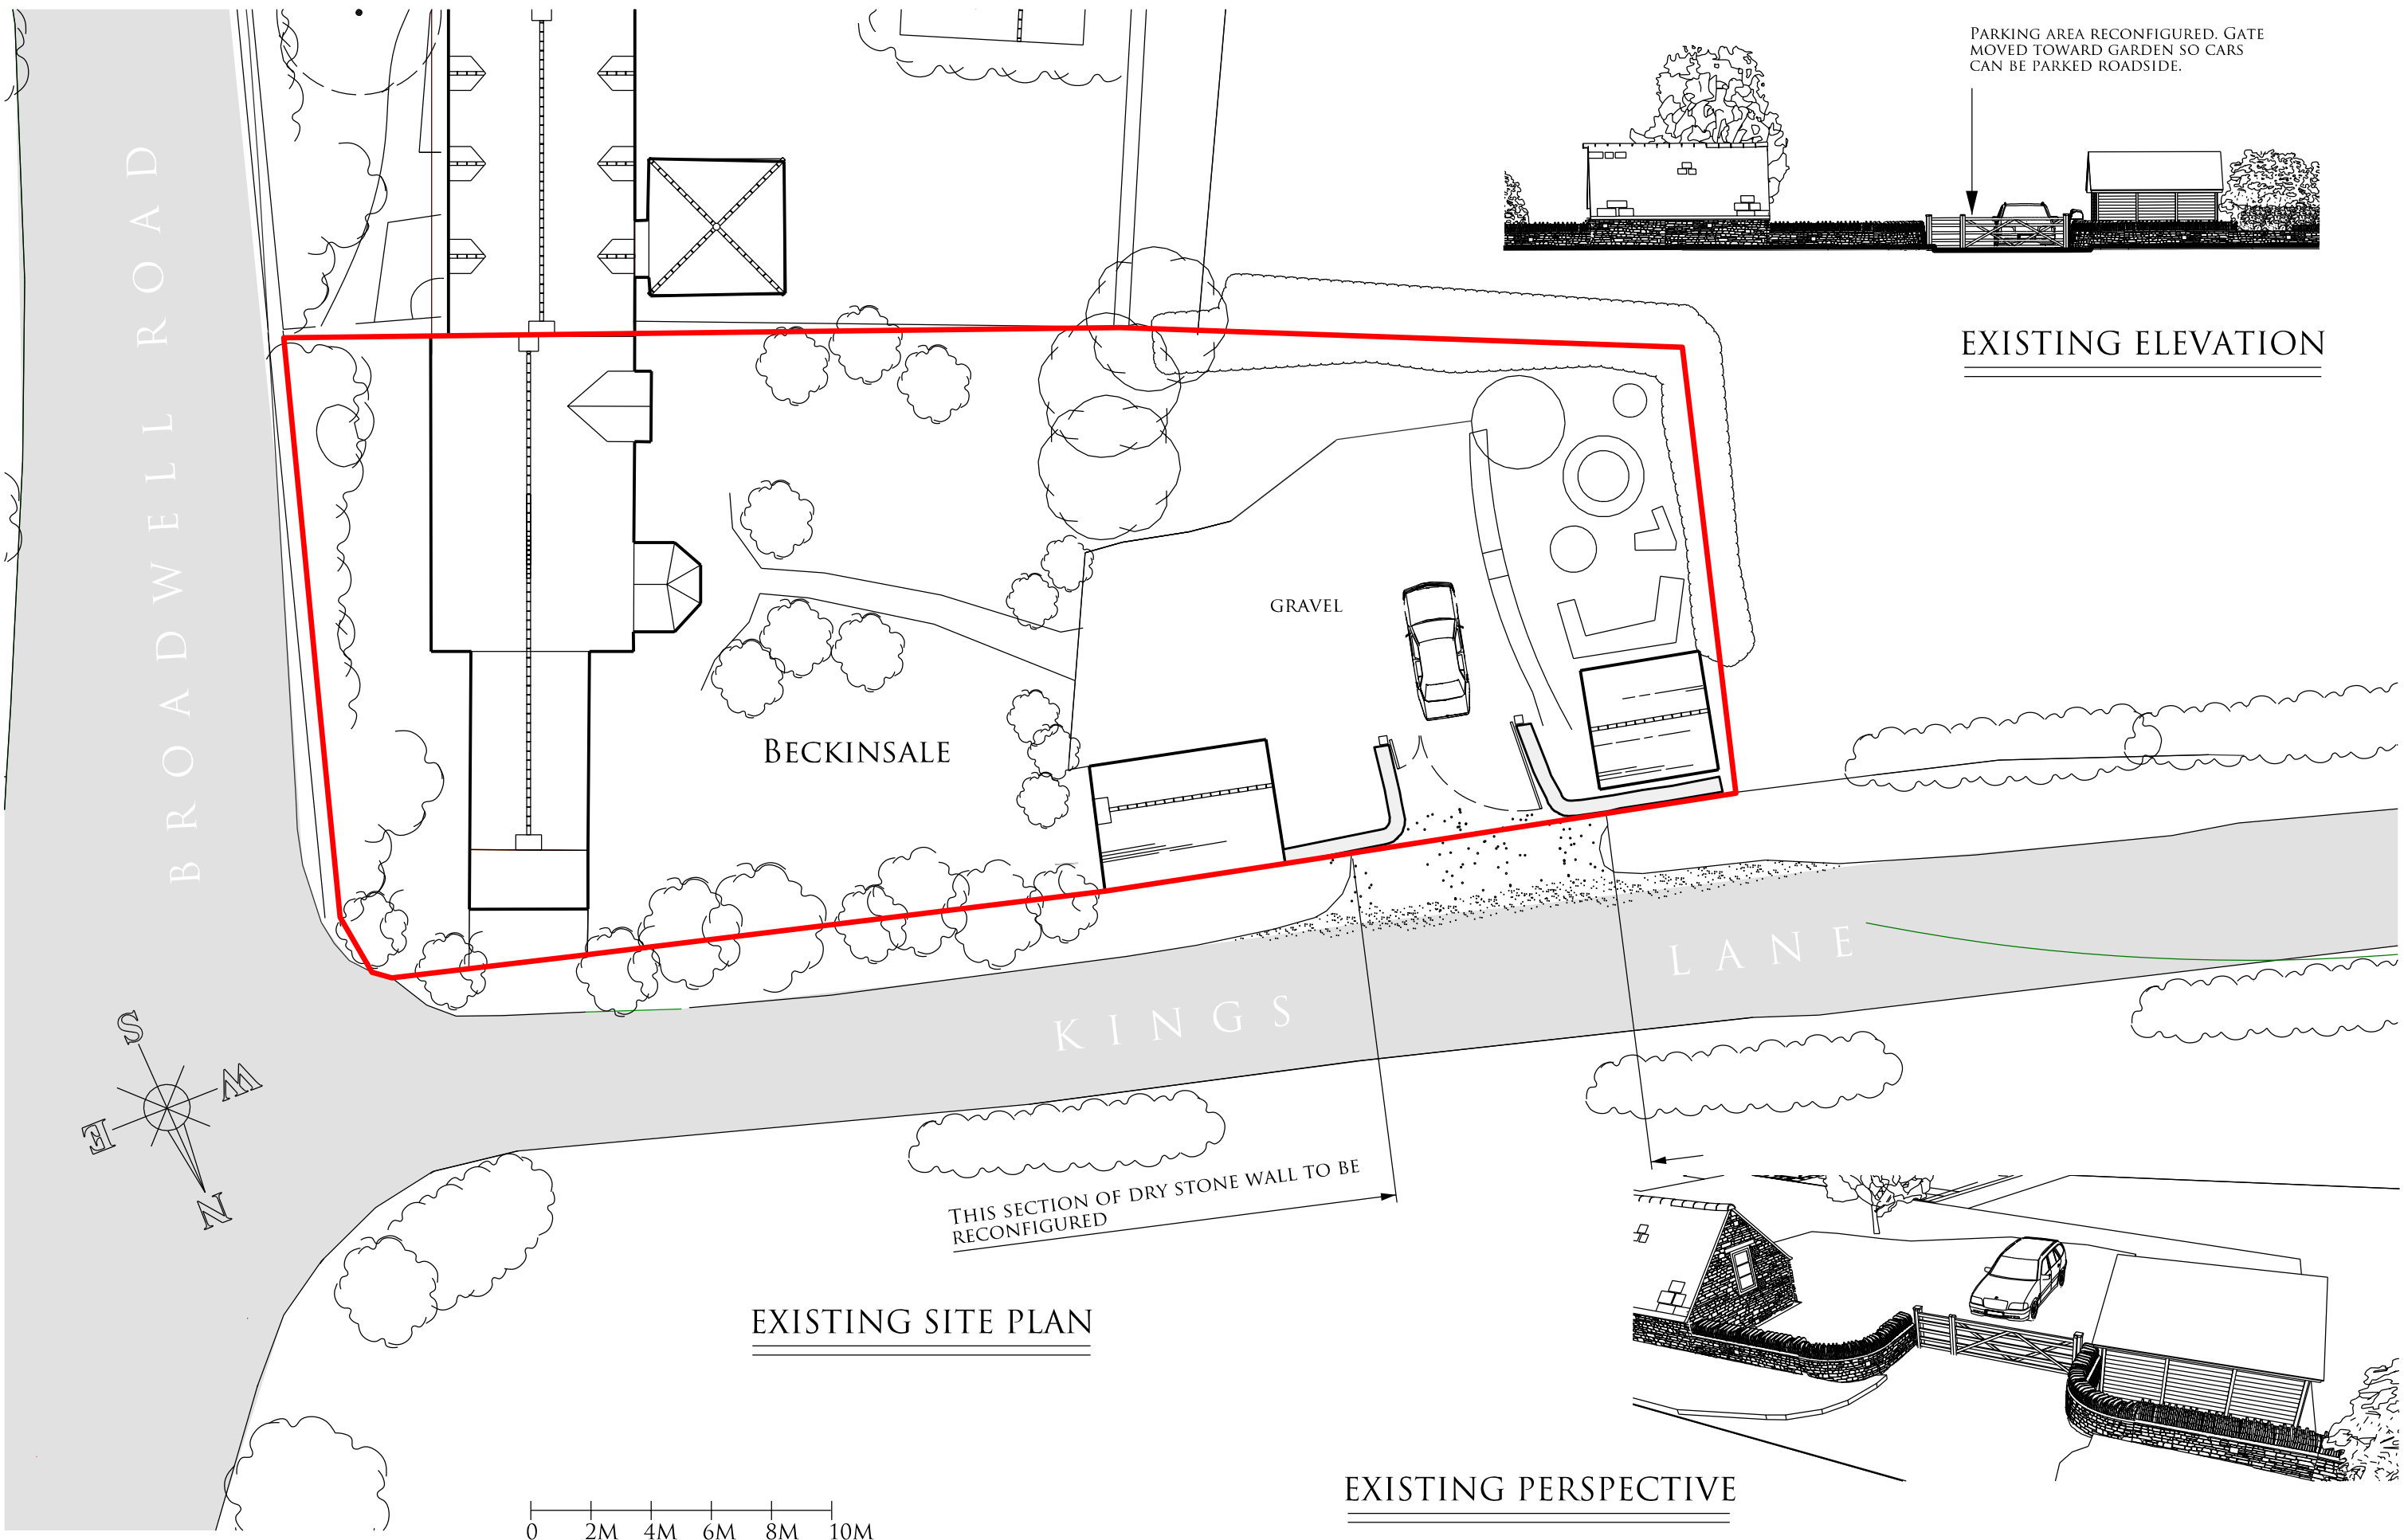 Parking area reconfigured. Gate
moved toward garden so cars
can be parked roadside.
EXISTING ELEVATION
BROADWELL ROAD
GRAVEL
Beckinsale
KINGS LANE
S
W
E
N
This section of dry stone wall to be
reconfigured
EXISTING SITE PLAN
EXISTING PERSPECTIVE
0 2M 4M 6M 8M 10M